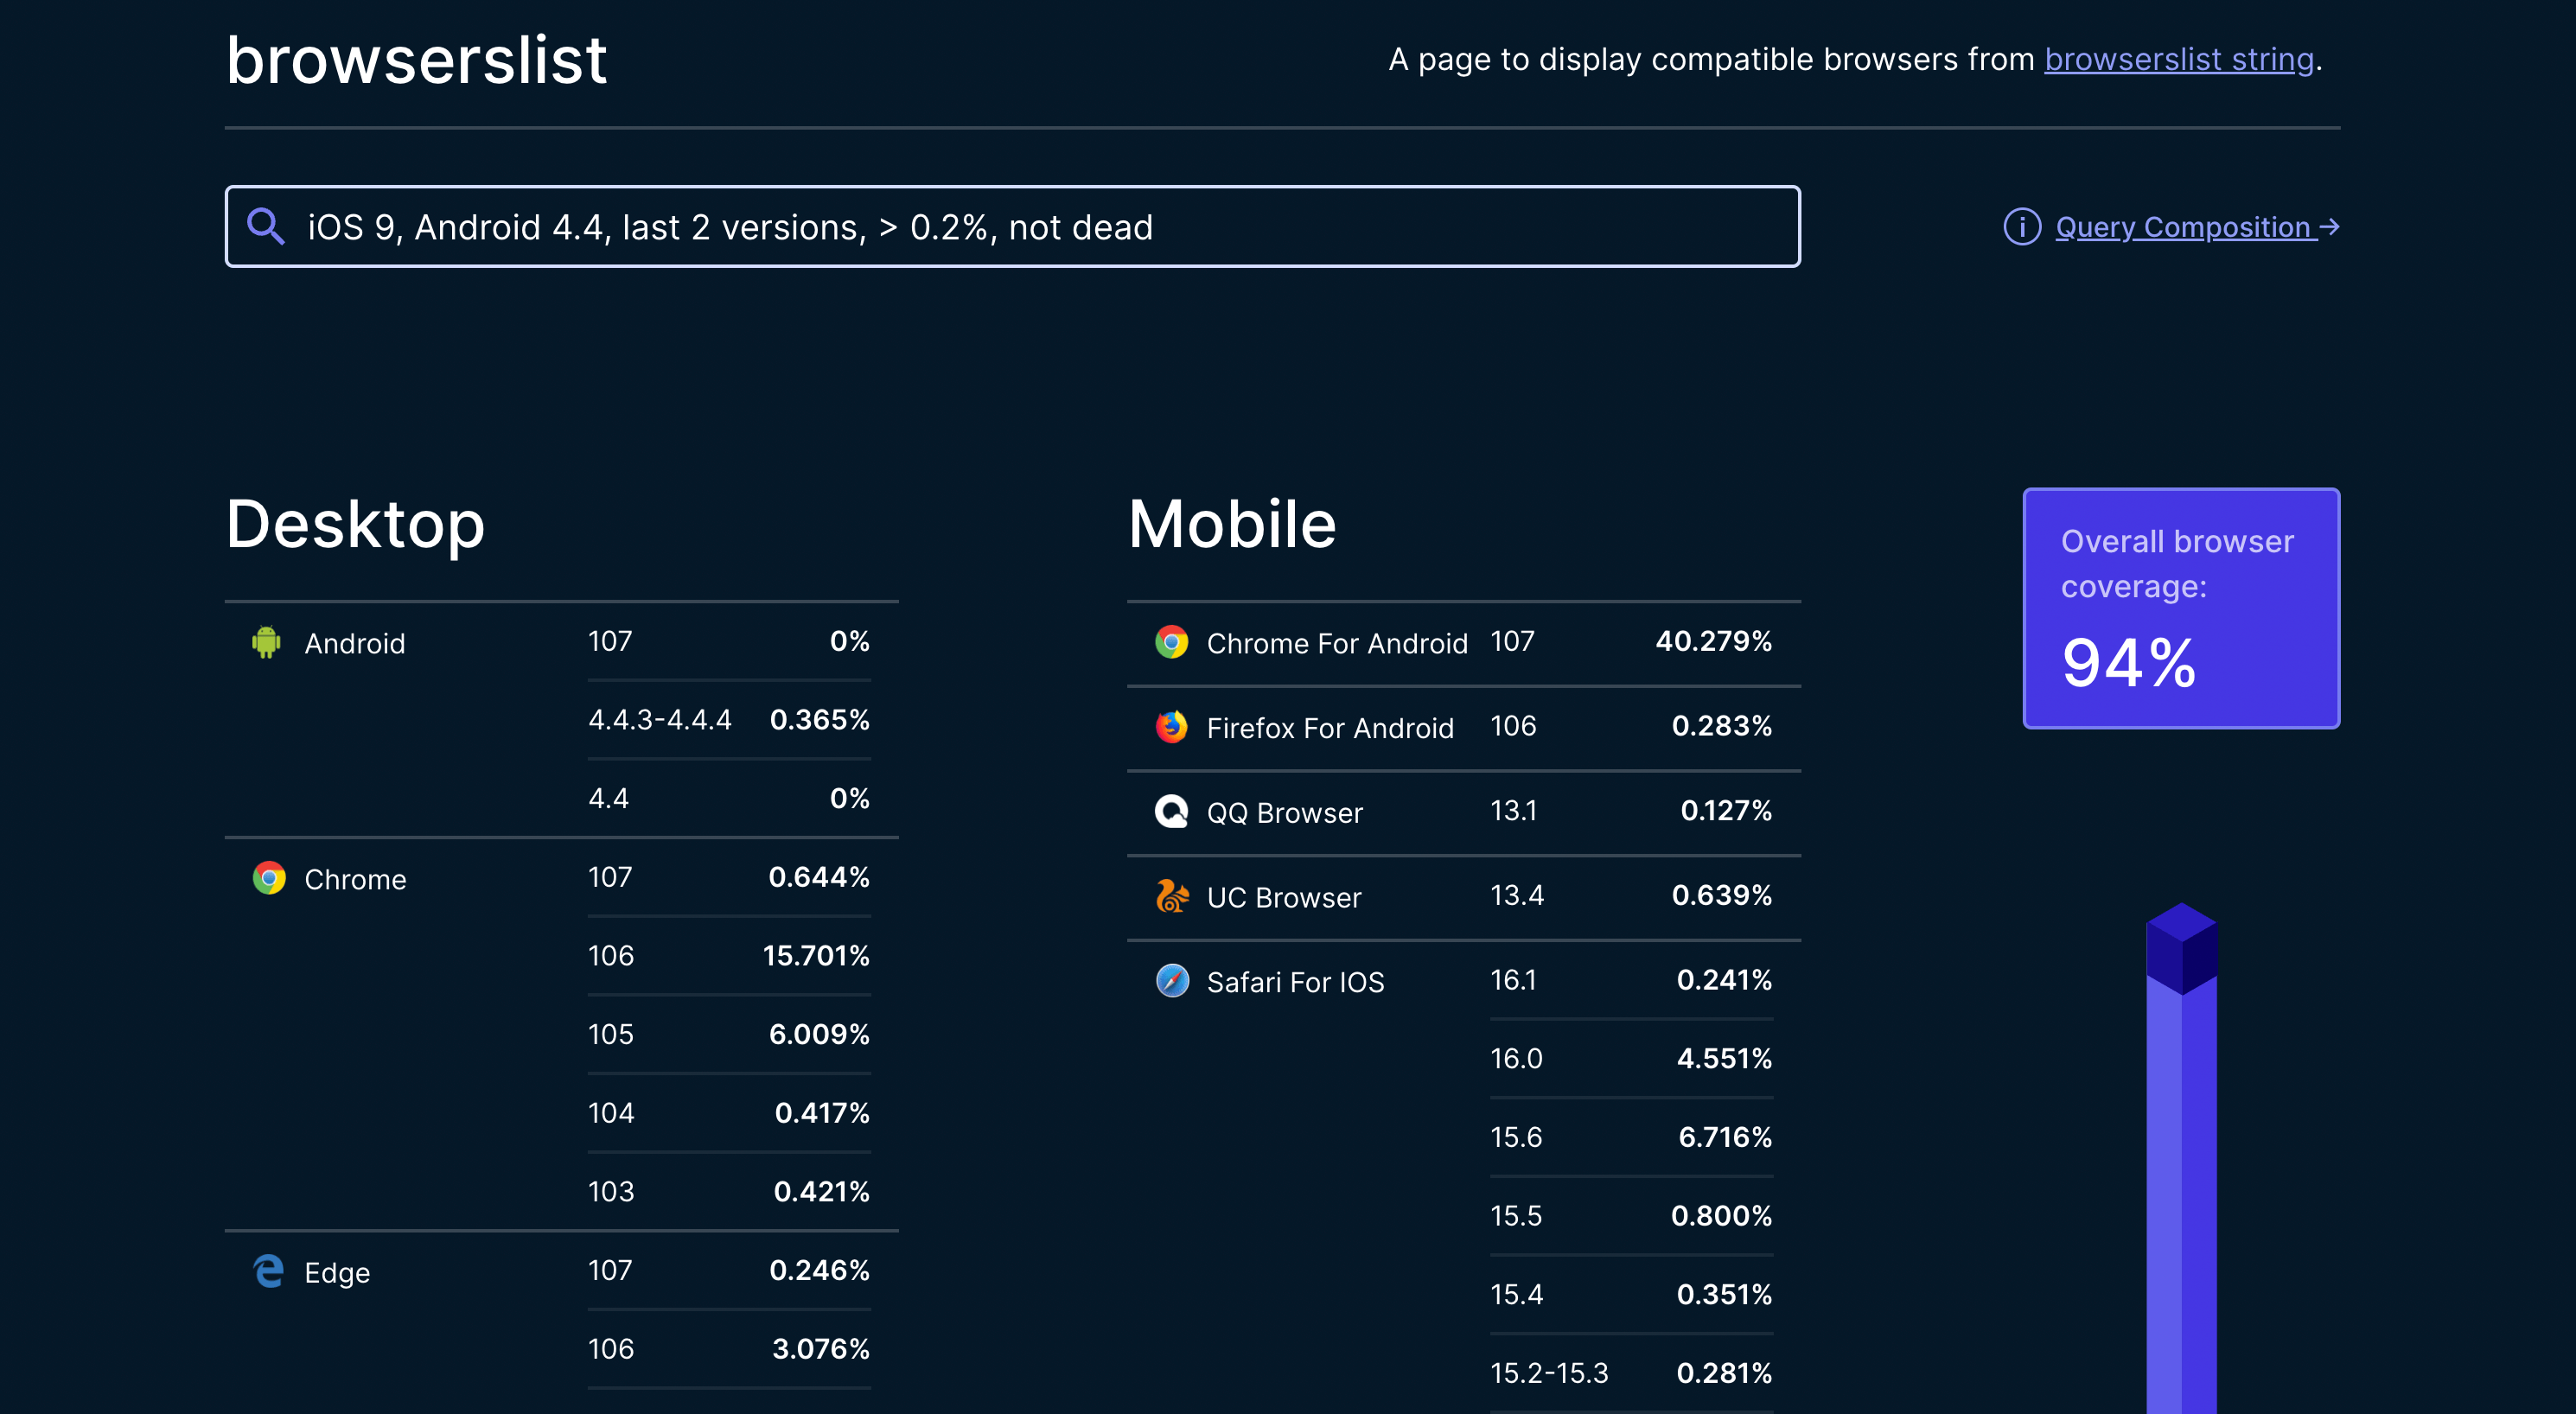 browserslist
A page to display compatible browsers from browserslist string.
iOS 9, Android 4.4, last 2 versions, > 0.2%, not dead
Query Composition →
Desktop
Android 107 0%
4.4.3-4.4.4 0.365%
4.4 0%
Chrome 107 0.644%
106 15.701%
105 6.009%
104 0.417%
103 0.421%
Edge 107 0.246%
106 3.076%
Mobile
Chrome For Android 107 40.279%
Firefox For Android 106 0.283%
QQ Browser 13.1 0.127%
UC Browser 13.4 0.639%
Safari For IOS 16.1 0.241%
16.0 4.551%
15.6 6.716%
15.5 0.800%
15.4 0.351%
15.2-15.3 0.281%
Overall browser
coverage:
94%